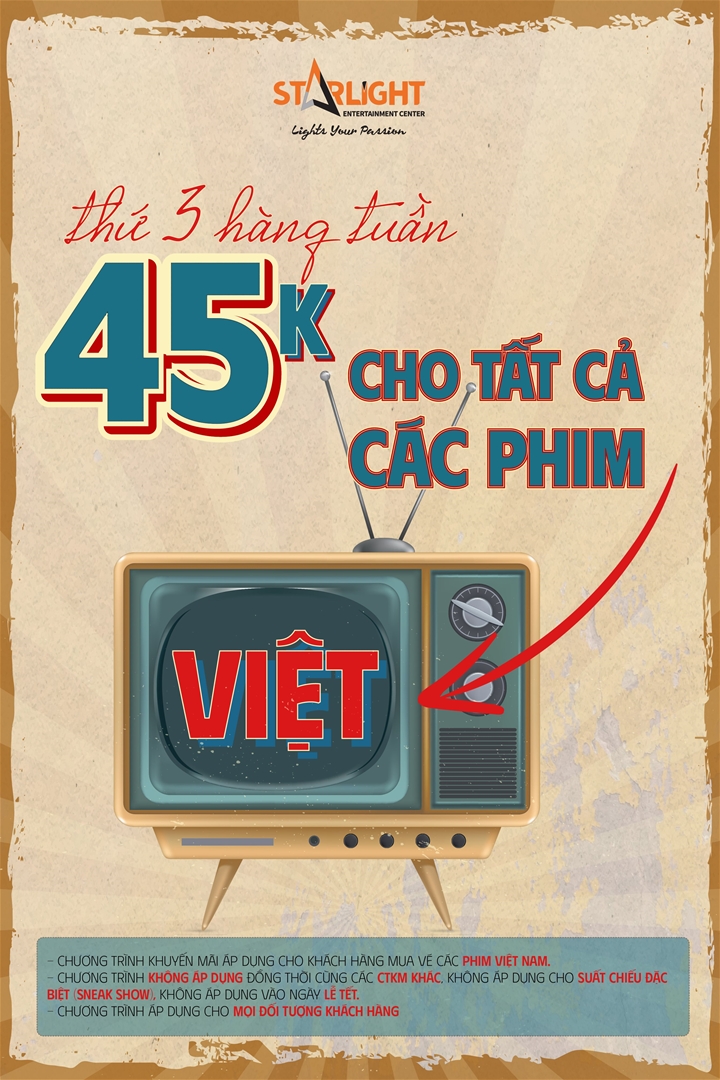 STARLIGHT
ENTERTAINMENT CENTER
Lights Your Passion
thứ 3 hàng tuần
45K
CHO TẤT CẢ
CÁC PHIM
VIỆT
- CHƯƠNG TRÌNH KHUYẾN MÃI ÁP DỤNG CHO KHÁCH HÀNG MUA VÉ CÁC PHIM VIỆT NAM.
- CHƯƠNG TRÌNH KHÔNG ÁP DỤNG ĐỒNG THỜI CÙNG CÁC CTKM KHÁC, KHÔNG ÁP DỤNG CHO SUẤT CHIẾU ĐẶC
BIỆT (SNEAK SHOW), KHÔNG ÁP DỤNG VÀO NGÀY LỄ TẾT.
- CHƯƠNG TRÌNH ÁP DỤNG CHO MỌI ĐỐI TƯỢNG KHÁCH HÀNG